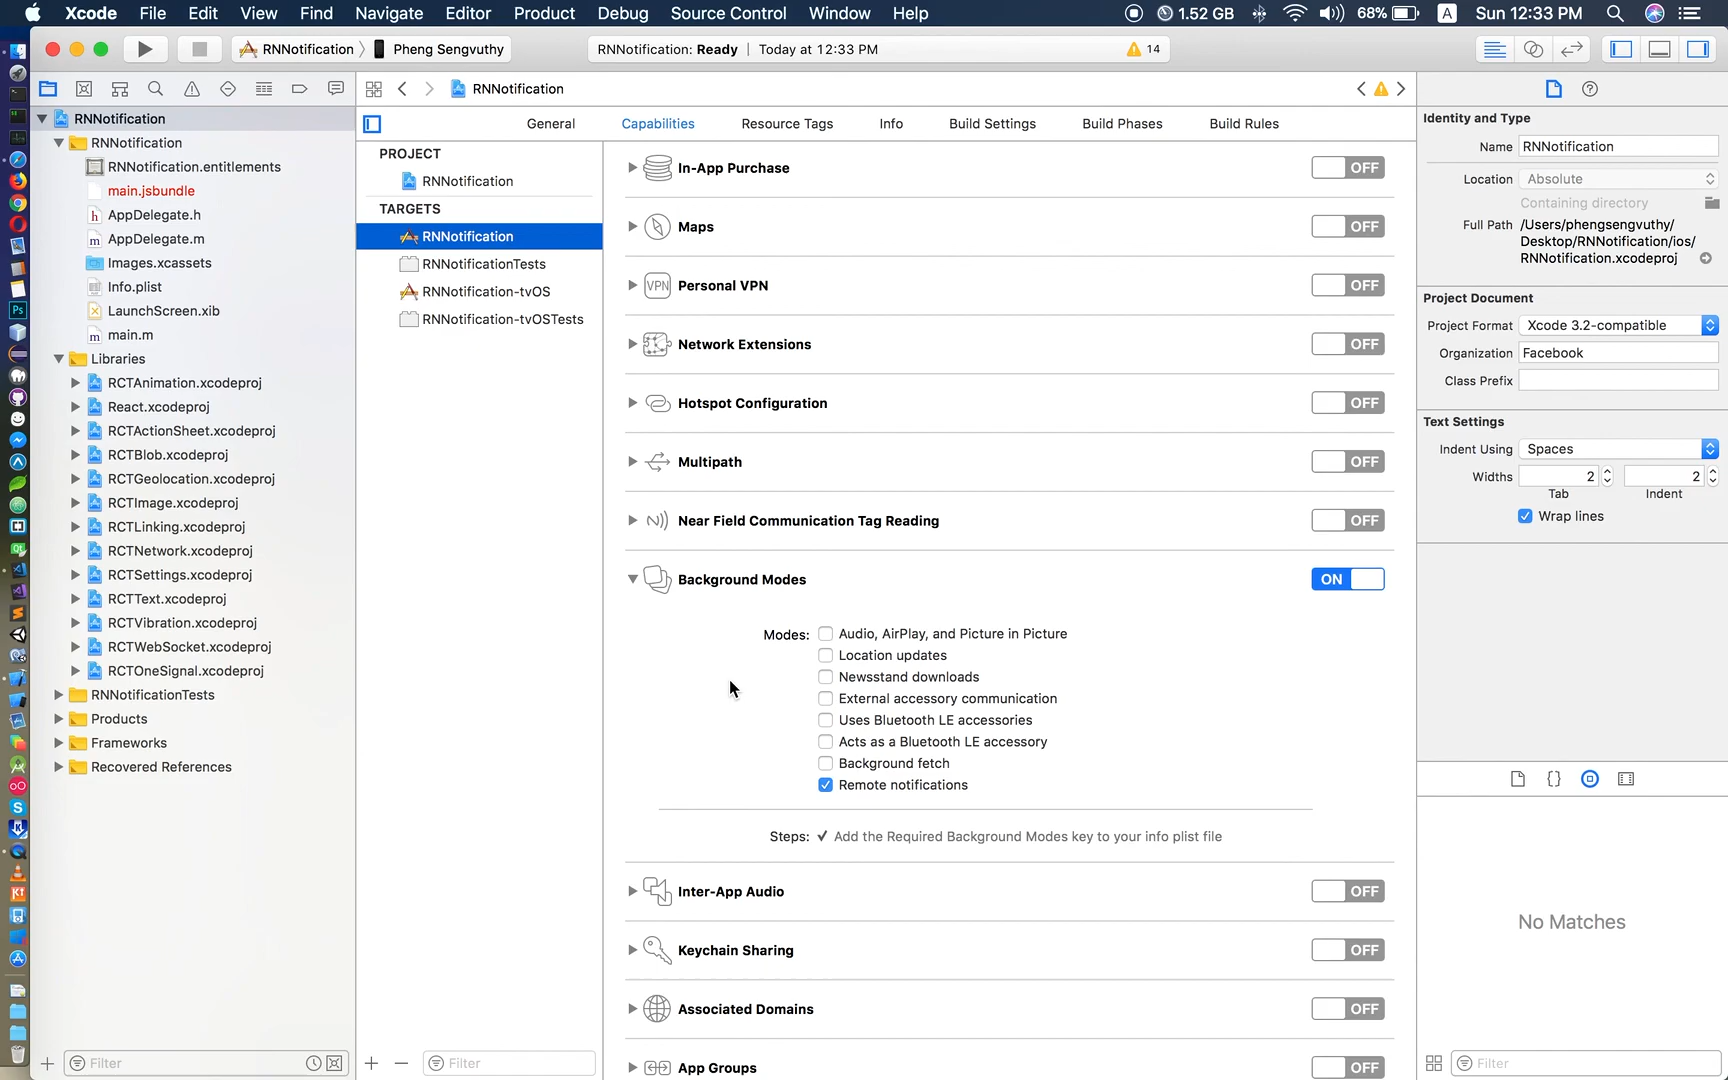 Xcode File Edit View Find Navigate Editor Product Debug Source Control Window Help 1.52 GB 68% A Sun 12:33 PM
RNNotification Pheng Sengvuthy RNNotification: Ready | Today at 12:33 PM 14
RNNotification
RNNotification
RNNotification
RNNotification.entitlements
main.jsbundle
h AppDelegate.h
m AppDelegate.m
Images.xcassets
Info.plist
LaunchScreen.xib
m main.m
Libraries
RCTAnimation.xcodeproj
React.xcodeproj
RCTActionSheet.xcodeproj
RCTBlob.xcodeproj
RCTGeolocation.xcodeproj
RCTImage.xcodeproj
RCTLinking.xcodeproj
RCTNetwork.xcodeproj
RCTSettings.xcodeproj
RCTText.xcodeproj
RCTVibration.xcodeproj
RCTWebSocket.xcodeproj
RCTOneSignal.xcodeproj
RNNotificationTests
Products
Frameworks
Recovered References
Filter
General Capabilities Resource Tags Info Build Settings Build Phases Build Rules
PROJECT
RNNotification
TARGETS
RNNotification
RNNotificationTests
RNNotification-tvOS
RNNotification-tvOSTests
Filter
In-App Purchase OFF
Maps OFF
VPN Personal VPN OFF
Network Extensions OFF
Hotspot Configuration OFF
Multipath OFF
Near Field Communication Tag Reading OFF
Background Modes ON
Modes: Audio, AirPlay, and Picture in Picture
Location updates
Newsstand downloads
External accessory communication
Uses Bluetooth LE accessories
Acts as a Bluetooth LE accessory
Background fetch
Remote notifications
Steps: ✓ Add the Required Background Modes key to your info plist file
Inter-App Audio OFF
Keychain Sharing OFF
Associated Domains OFF
App Groups OFF
Identity and Type
Name RNNotification
Location Absolute
Containing directory
Full Path /Users/phengsengvuthy/
Desktop/RNNotification/ios/
RNNotification.xcodeproj
Project Document
Project Format Xcode 3.2-compatible
Organization Facebook
Class Prefix
Text Settings
Indent Using Spaces
Widths 2 2
Tab Indent
Wrap lines
No Matches
Filter
Ps